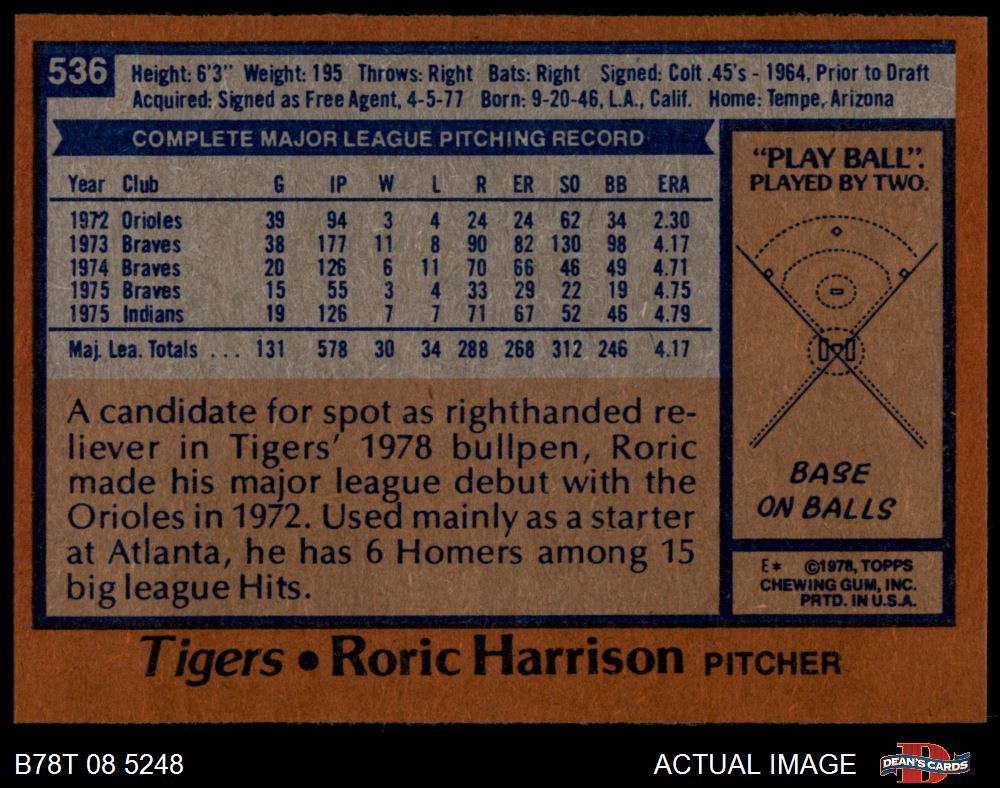 536
Height: 6'3" Weight: 195 Throws: Right Bats: Right Signed: Colt .45's - 1964, Prior to Draft
Acquired: Signed as Free Agent, 4-5-77 Born: 9-20-46, L.A., Calif. Home: Tempe, Arizona
COMPLETE MAJOR LEAGUE PITCHING RECORD
Year Club G IP W L R ER SO BB ERA
1972 Orioles 39 94 3 4 24 24 62 34 2.30
1973 Braves 38 177 11 8 90 82 130 98 4.17
1974 Braves 20 126 6 11 70 66 46 49 4.71
1975 Braves 15 55 3 4 33 29 22 19 4.75
1975 Indians 19 126 7 7 71 67 52 46 4.79
Maj. Lea. Totals ... 131 578 30 34 288 268 312 246 4.17
A candidate for spot as righthanded re-
liever in Tigers' 1978 bullpen, Roric
made his major league debut with the
Orioles in 1972. Used mainly as a starter
at Atlanta, he has 6 Homers among 15
big league Hits.
"PLAY BALL".
PLAYED BY TWO.
BASE
ON BALLS
E* ©1978, TOPPS
CHEWING GUM, INC.
PRTD. IN U.S.A.
Tigers • Roric Harrison PITCHER
B78T 08 5248 ACTUAL IMAGE
DEAN'S CARDS